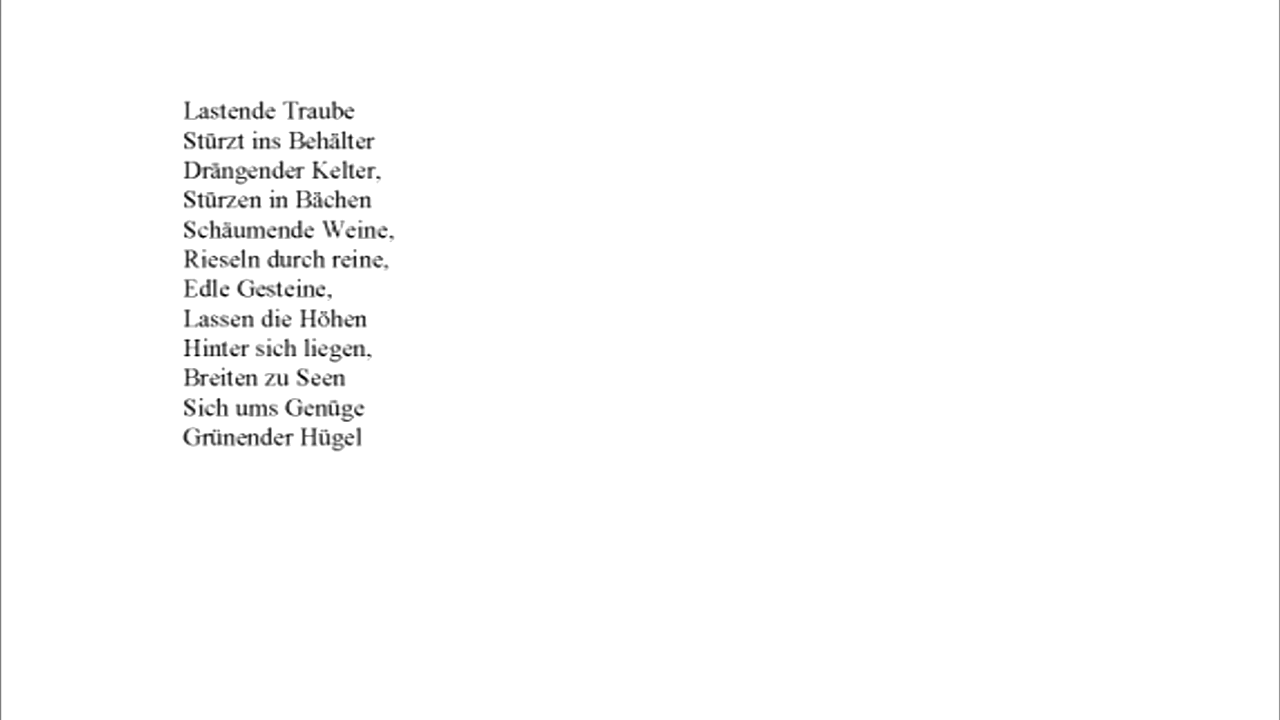 Lastende Traube
Stürzt ins Behälter
Drängender Kelter,
Stürzen in Bächen
Schäumende Weine,
Rieseln durch reine,
Edle Gesteine,
Lassen die Höhen
Hinter sich liegen,
Breiten zu Seen
Sich ums Genüge
Grünender Hügel